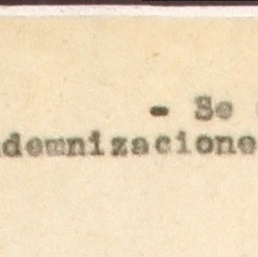 - Se
demnizacione